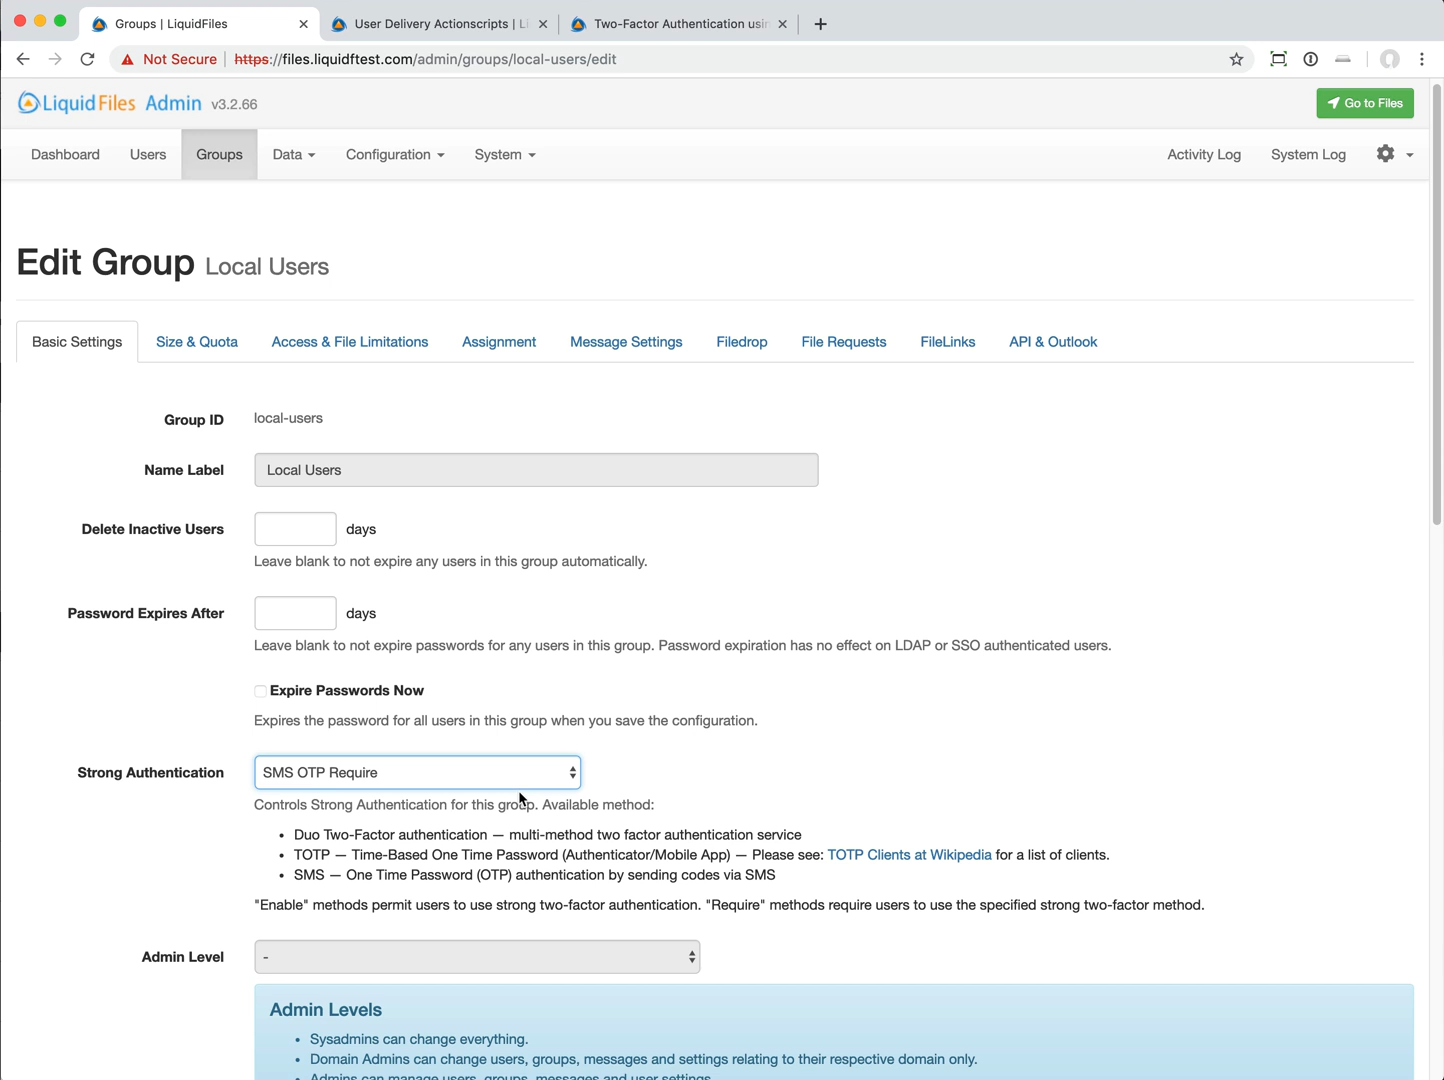 Groups | LiquidFiles
User Delivery Actionscripts | Li
Two-Factor Authentication usin
Not Secure
https://files.liquidftest.com/admin/groups/local-users/edit
LiquidFiles Admin v3.2.66
Go to Files
Dashboard
Users
Groups
Data
Configuration
System
Activity Log
System Log
Edit Group Local Users
Basic Settings
Size & Quota
Access & File Limitations
Assignment
Message Settings
Filedrop
File Requests
FileLinks
API & Outlook
Group ID
local-users
Name Label
Local Users
Delete Inactive Users
days
Leave blank to not expire any users in this group automatically.
Password Expires After
days
Leave blank to not expire passwords for any users in this group. Password expiration has no effect on LDAP or SSO authenticated users.
Expire Passwords Now
Expires the password for all users in this group when you save the configuration.
Strong Authentication
SMS OTP Require
Controls Strong Authentication for this group. Available method:
• Duo Two-Factor authentication — multi-method two factor authentication service
• TOTP — Time-Based One Time Password (Authenticator/Mobile App) — Please see: TOTP Clients at Wikipedia for a list of clients.
• SMS — One Time Password (OTP) authentication by sending codes via SMS
"Enable" methods permit users to use strong two-factor authentication. "Require" methods require users to use the specified strong two-factor method.
Admin Level
-
Admin Levels
• Sysadmins can change everything.
• Domain Admins can change users, groups, messages and settings relating to their respective domain only.
• Admins can manage users, groups, messages and user settings.